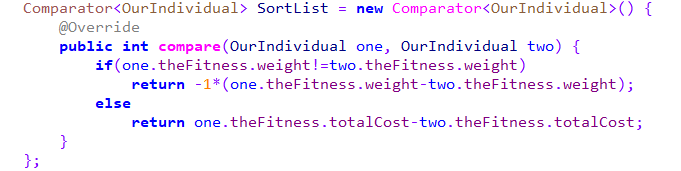 Comparator<OurIndividual> SortList = new Comparator<OurIndividual>() {
@Override
public int compare(OurIndividual one, OurIndividual two) {
if(one.theFitness.weight!=two.theFitness.weight)
return -1*(one.theFitness.weight-two.theFitness.weight);
else
return one.theFitness.totalCost-two.theFitness.totalCost;
}
};